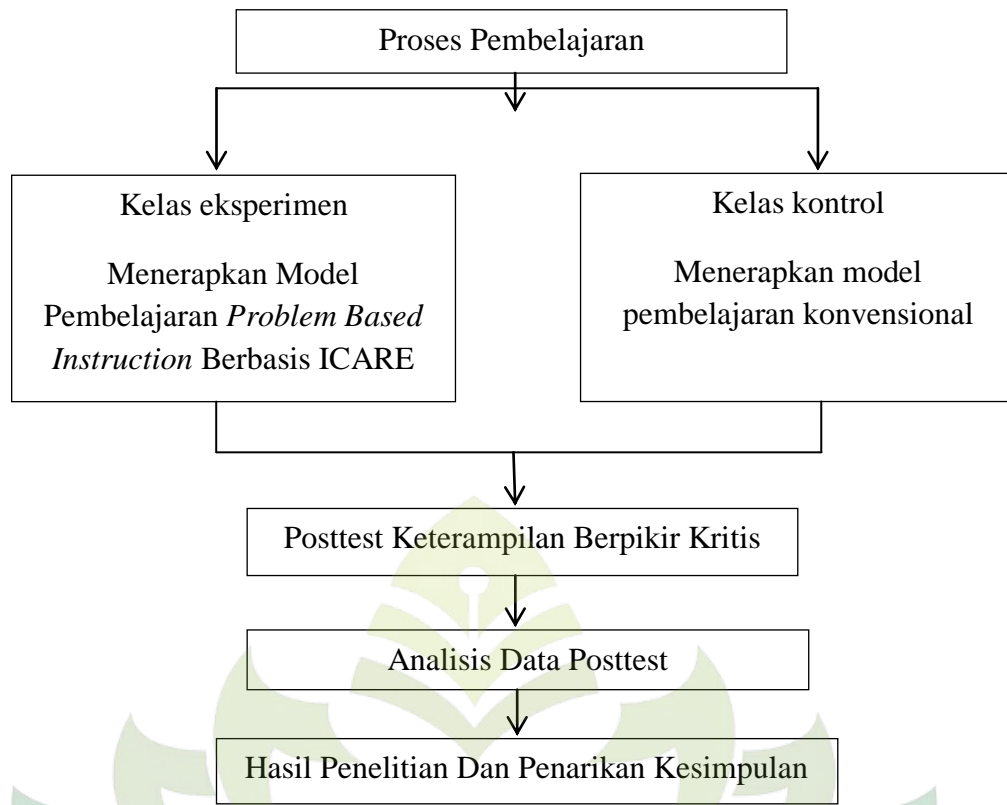 Proses Pembelajaran
Kelas eksperimen
Menerapkan Model
Pembelajaran Problem Based
Instruction Berbasis ICARE
Kelas kontrol
Menerapkan model
pembelajaran konvensional
Posttest Keterampilan Berpikir Kritis
Analisis Data Posttest
Hasil Penelitian Dan Penarikan Kesimpulan